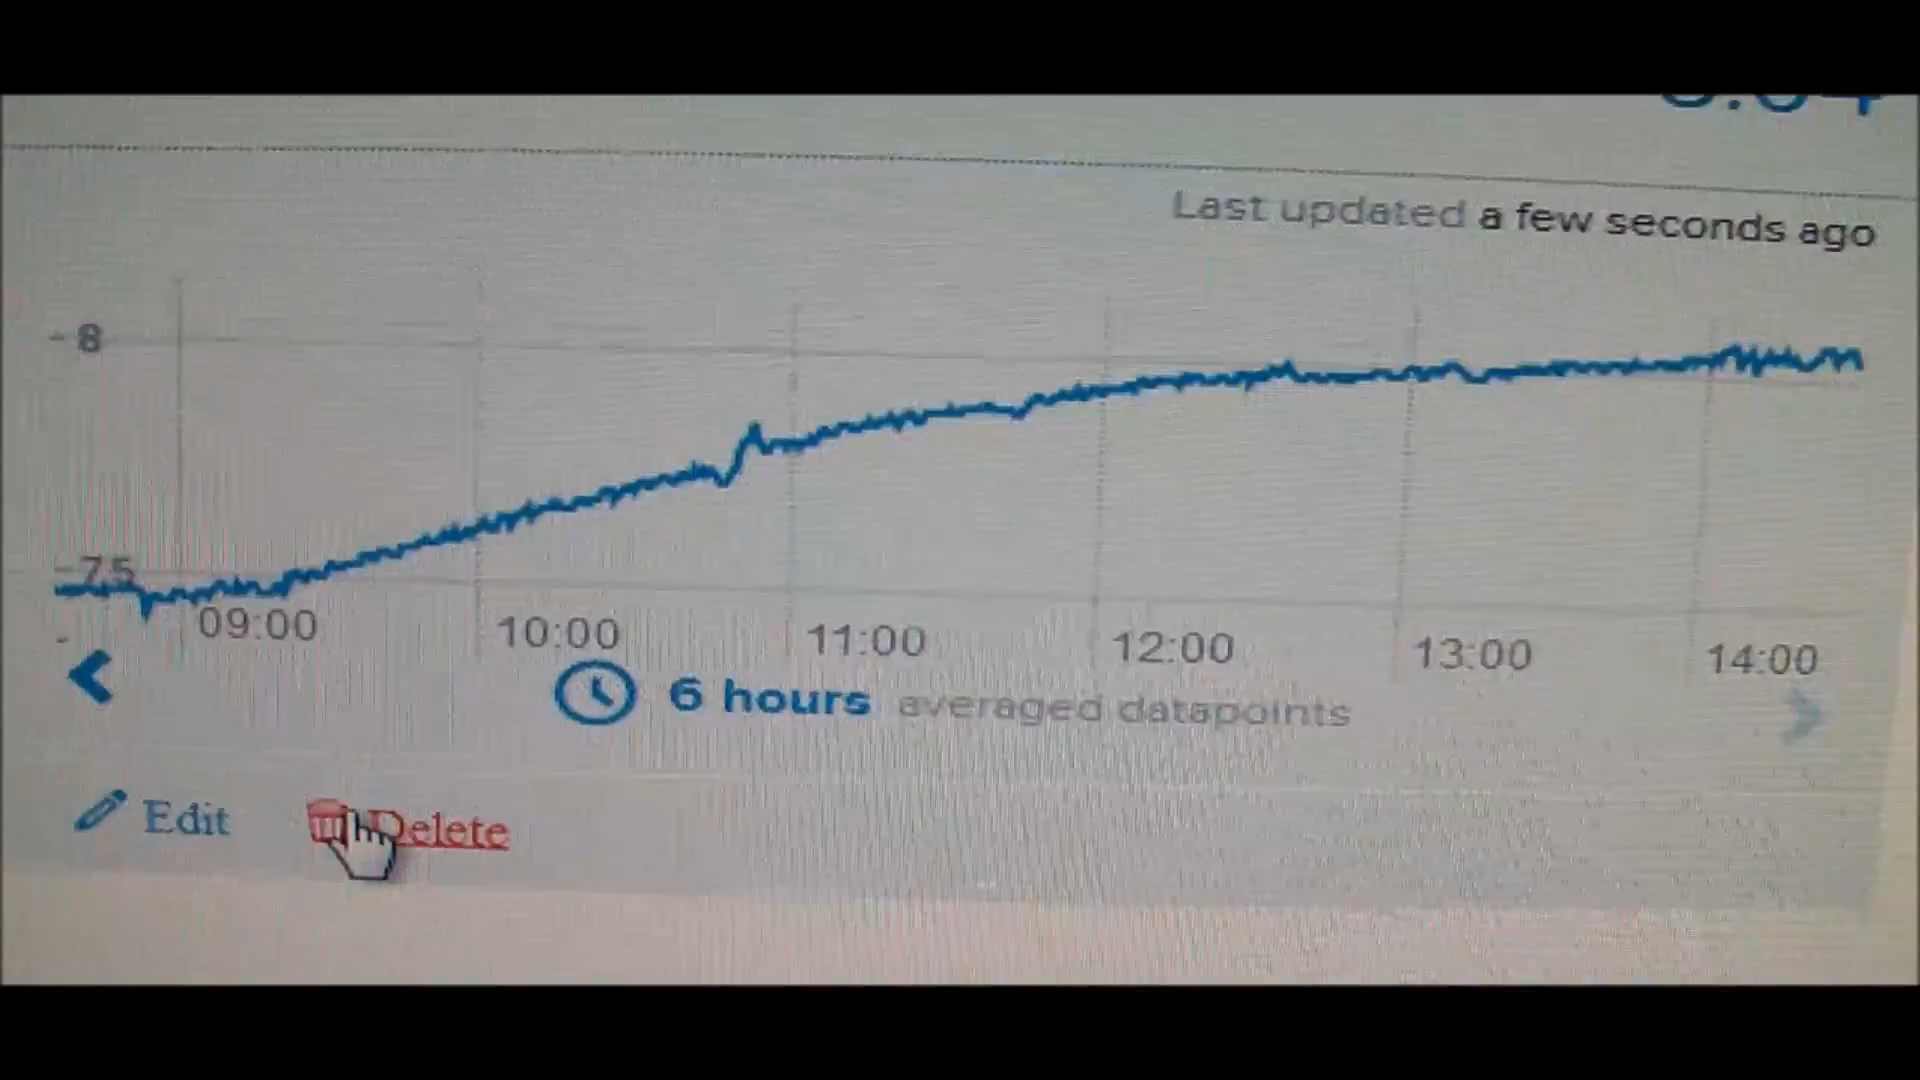 Last updated a few seconds ago
- 8
- 7.5
09:00 10:00 11:00 12:00 13:00 14:00
6 hours averaged datapoints
Edit Delete